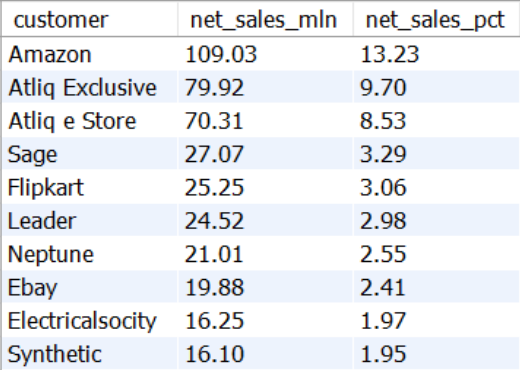 customer net_sales_mln net_sales_pct
Amazon 109.03 13.23
Atliq Exclusive 79.92 9.70
Atliq e Store 70.31 8.53
Sage 27.07 3.29
Flipkart 25.25 3.06
Leader 24.52 2.98
Neptune 21.01 2.55
Ebay 19.88 2.41
Electricalsocity 16.25 1.97
Synthetic 16.10 1.95